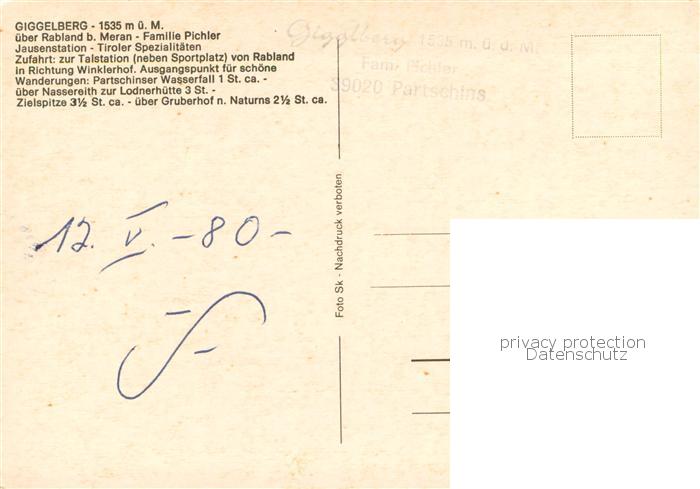 GIGGELBERG - 1535 m ü. M.
über Rabland b. Meran - Familie Pichler
Jausenstation - Tiroler Spezialitäten
Zufahrt: zur Talstation (neben Sportplatz) von Rabland
in Richtung Winklerhof. Ausgangspunkt für schöne
Wanderungen: Partschinser Wasserfall 1 St. ca. -
über Nassereith zur Lodnerhütte 3 St. -
Zielspitze 3½ St. ca. - über Gruberhof n. Naturns 2½ St. ca.
Gigglberg 1535 m. ü. d. M.
Fam. Pichler
39020 Partschins
Foto Sk - Nachdruck verboten
12. V. -80-
privacy protection
Datenschutz